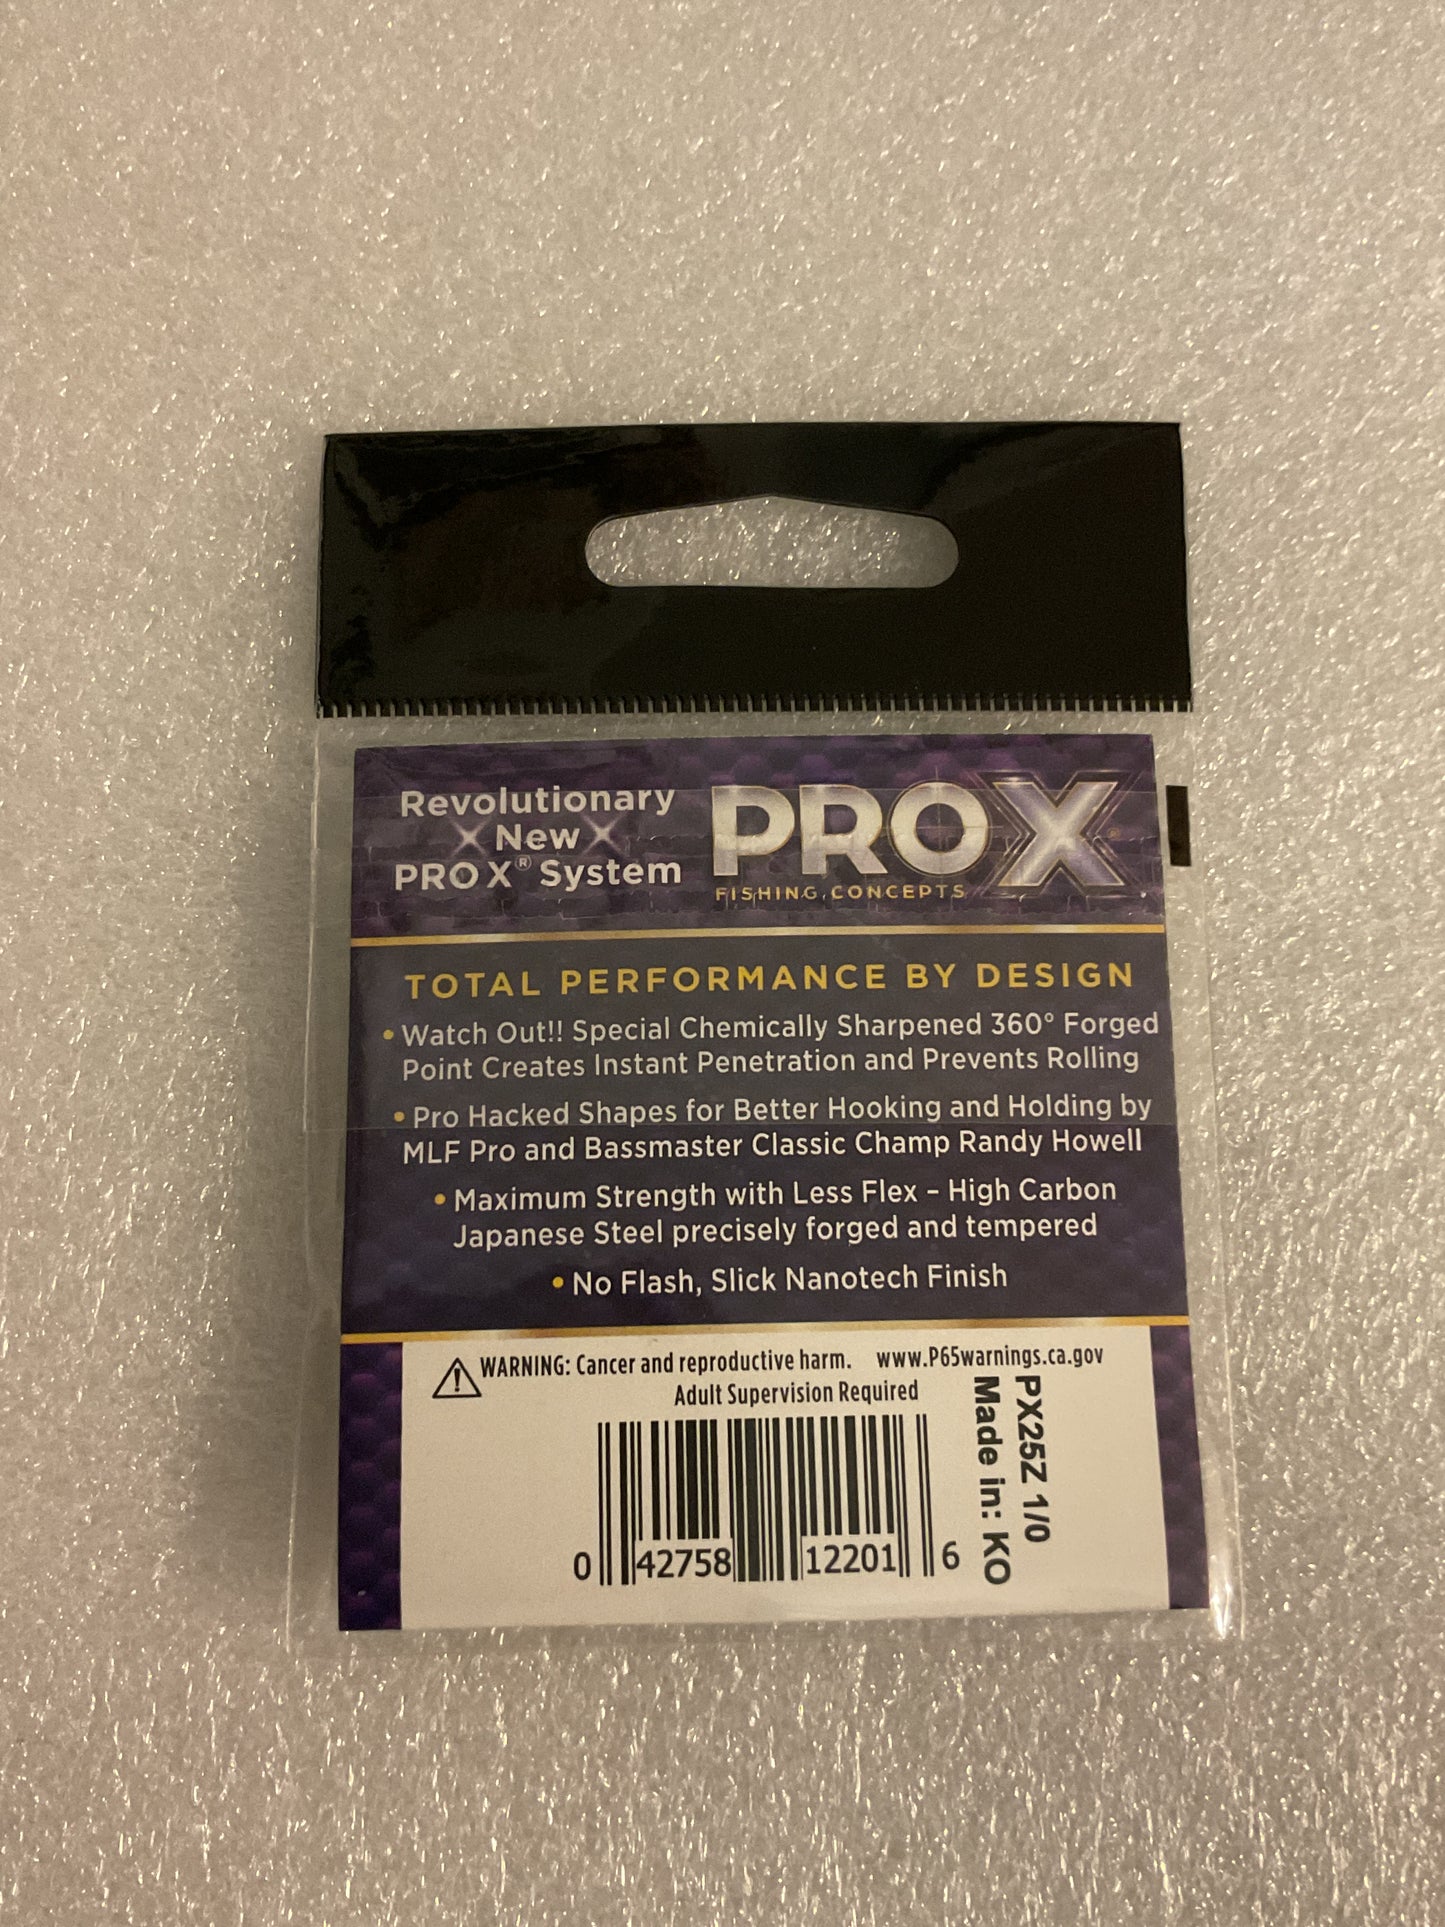 Revolutionary
New
PRO X® System
PROX®
FISHING CONCEPTS
TOTAL PERFORMANCE BY DESIGN
• Watch Out!! Special Chemically Sharpened 360° Forged
Point Creates Instant Penetration and Prevents Rolling
• Pro Hacked Shapes for Better Hooking and Holding by
MLF Pro and Bassmaster Classic Champ Randy Howell
• Maximum Strength with Less Flex – High Carbon
Japanese Steel precisely forged and tempered
• No Flash, Slick Nanotech Finish
WARNING: Cancer and reproductive harm. www.P65warnings.ca.gov
Adult Supervision Required
0 42758 12201 6
PX25Z 1/0
Made in: KO